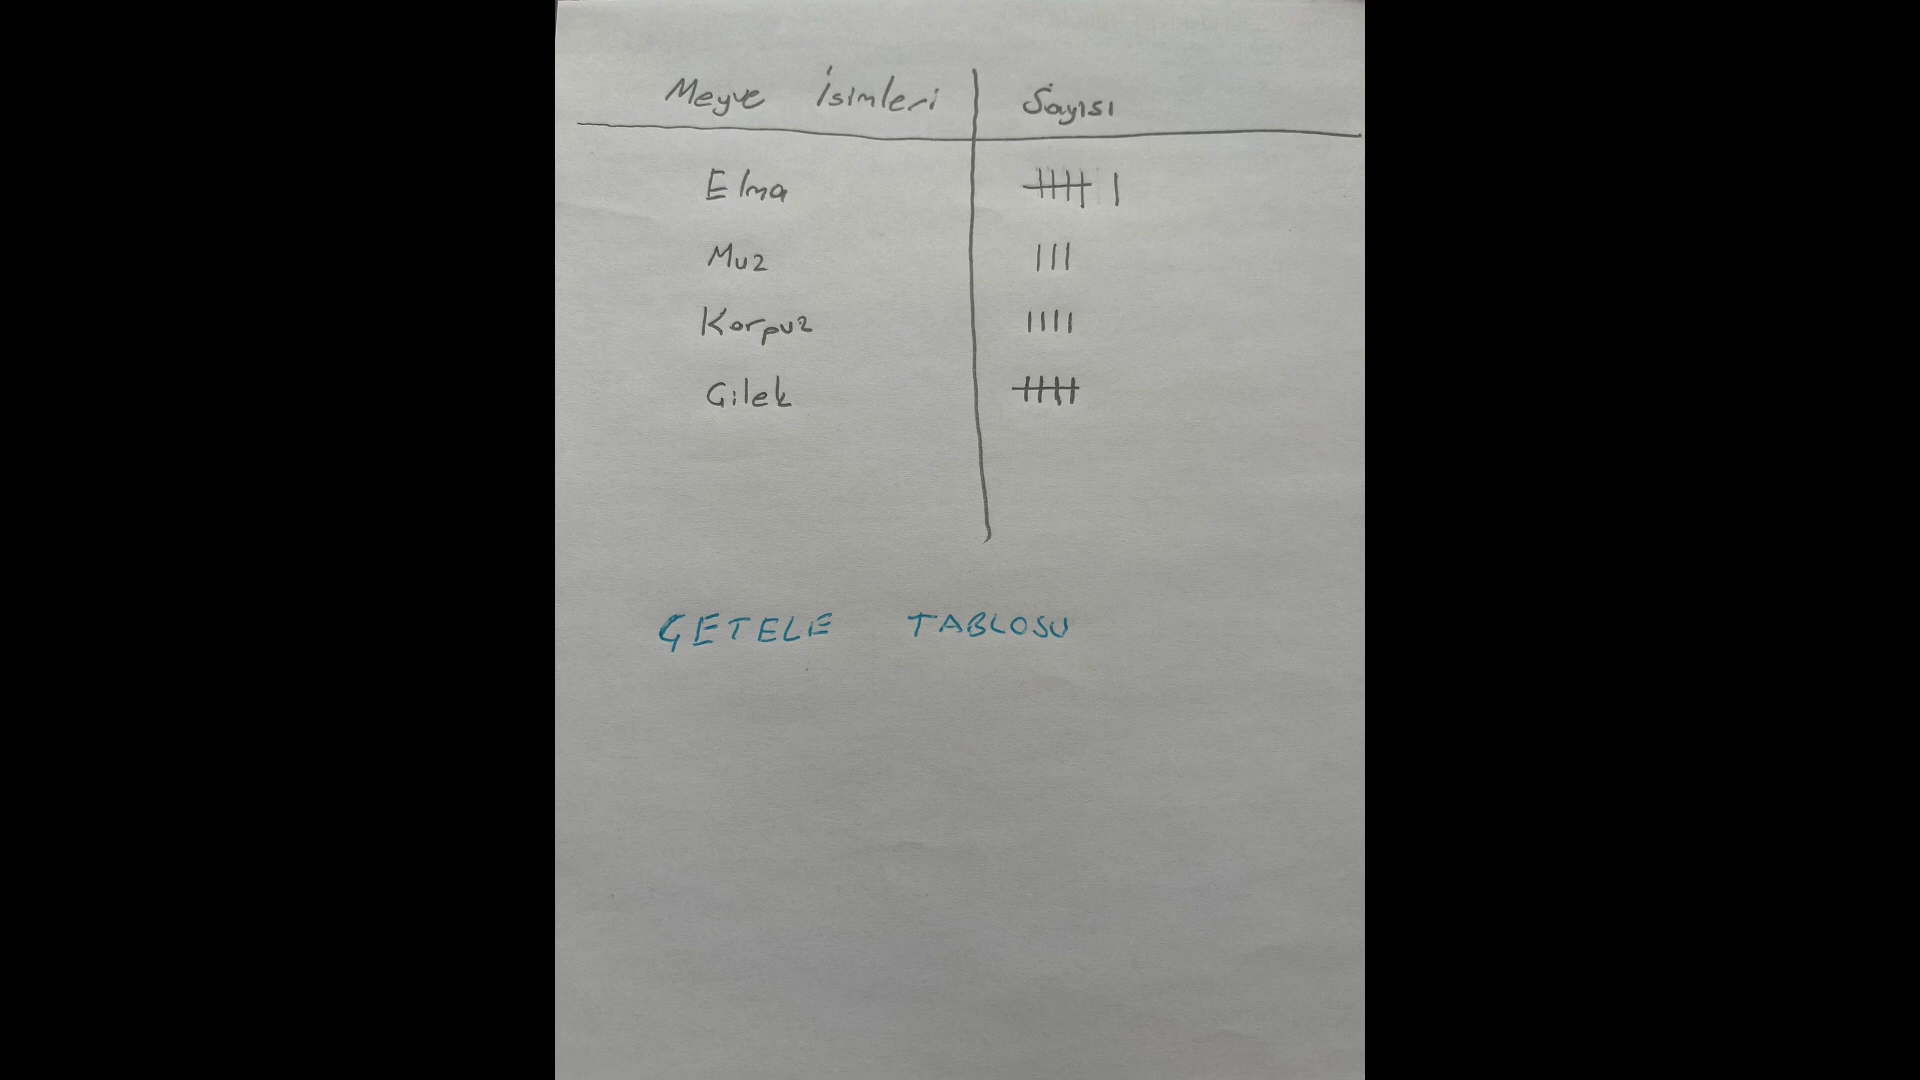 Meyve İsimleri Sayısı
Elma
Muz
Karpuz
Çilek
ÇETELE TABLOSU